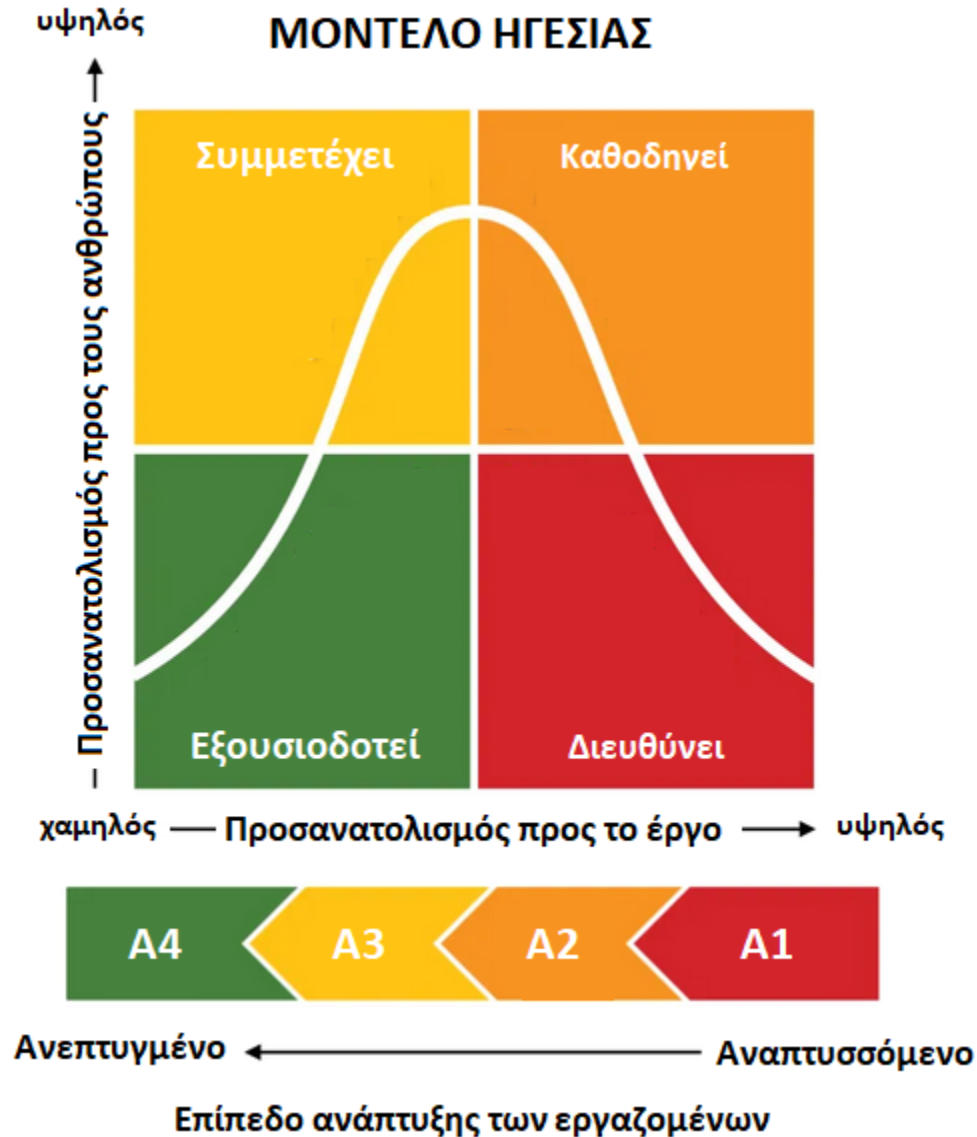 υψηλός
ΜΟΝΤΕΛΟ ΗΓΕΣΙΑΣ
Προσανατολισμός προς τους ανθρώπους
Συμμετέχει
Καθοδηγεί
Εξουσιοδοτεί
Διευθύνει
χαμηλός
Προσανατολισμός προς το έργο
υψηλός
A4
A3
A2
A1
Ανεπτυγμένο
Αναπτυσσόμενο
Επίπεδο ανάπτυξης των εργαζομένων